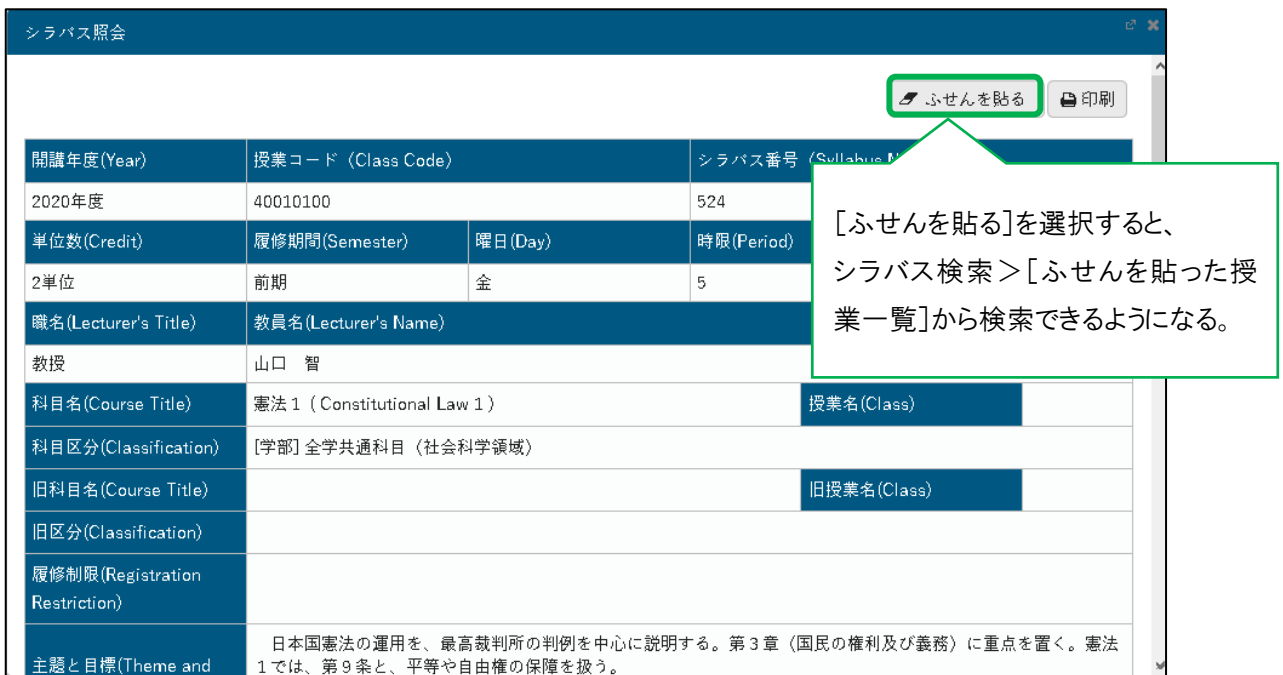 シラバス照会
ふせんを貼る 印刷
開講年度(Year) 授業コード (Class Code) シラバス番号 (Syllabus
2020年度 40010100 524
単位数(Credit) 履修期間(Semester) 曜日(Day) 時限(Period)
2単位 前期 金 5
職名(Lecturer's Title) 教員名(Lecturer's Name)
教授 山口 智
[ふせんを貼る]を選択すると、
シラバス検索＞[ふせんを貼った授
業一覧]から検索できるようになる。
科目名(Course Title) 憲法１ ( Constitutional Law 1 ) 授業名(Class)
科目区分(Classification) [学部] 全学共通科目 (社会科学領域)
旧科目名(Course Title) 旧授業名(Class)
旧区分(Classification)
履修制限(Registration
Restriction)
主題と目標(Theme and
日本国憲法の運用を、最高裁判所の判例を中心に説明する。第３章（国民の権利及び義務）に重点を置く。憲法
１では、第９条と、平等や自由権の保障を扱う。